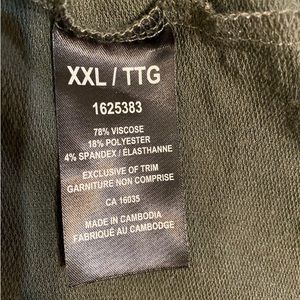 XXL / TTG
1625383
78% VISCOSE
18% POLYESTER
4% SPANDEX / ÉLASTHANNE
EXCLUSIVE OF TRIM
GARNITURE NON COMPRISE
CA 16035
MADE IN CAMBODIA
FABRIQUÉ AU CAMBODGE